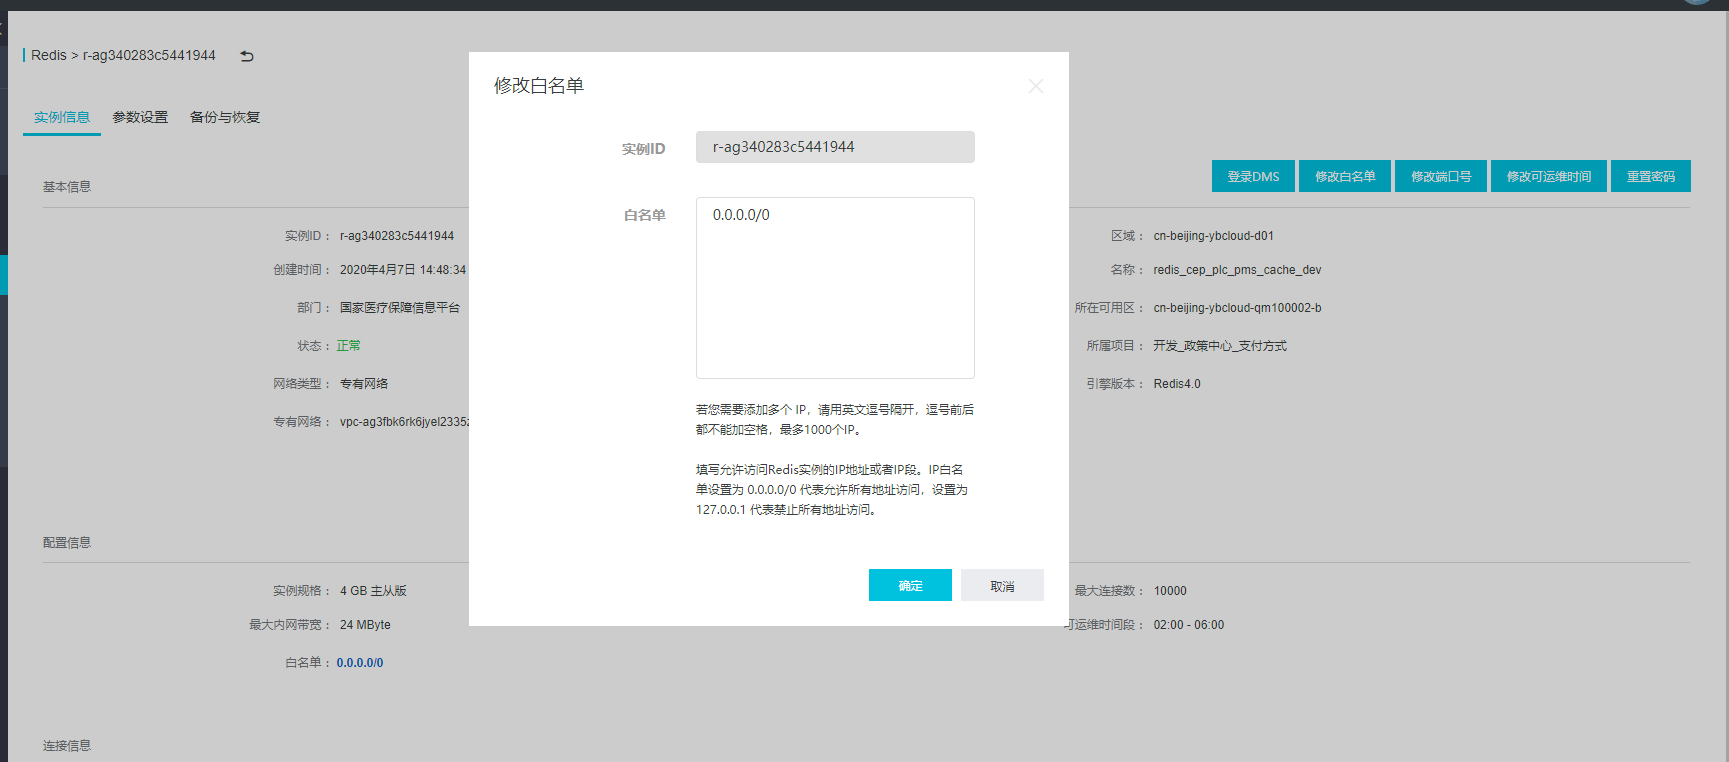 Redis > r-ag340283c5441944
实例信息 参数设置 备份与恢复
登录DMS 修改白名单 修改端口号 修改可运维时间 重置密码
基本信息
实例ID： r-ag340283c5441944
区域： cn-beijing-ybcloud-d01
创建时间： 2020年4月7日 14:48:34
名称： redis_cep_plc_pms_cache_dev
部门： 国家医疗保障信息平台
所在可用区： cn-beijing-ybcloud-qm100002-b
状态： 正常
所属项目： 开发_政策中心_支付方式
网络类型： 专有网络
引擎版本： Redis4.0
专有网络： vpc-ag3fbk6rk6jyel2335z
配置信息
实例规格： 4 GB 主从版
最大连接数： 10000
最大内网带宽： 24 MByte
可运维时间段： 02:00 - 06:00
白名单： 0.0.0.0/0
连接信息
修改白名单
实例ID r-ag340283c5441944
白名单 0.0.0.0/0
若您需要添加多个 IP，请用英文逗号隔开，逗号前后
都不能加空格，最多1000个IP。
填写允许访问Redis实例的IP地址或者IP段。IP白名
单设置为 0.0.0.0/0 代表允许所有地址访问，设置为
127.0.0.1 代表禁止所有地址访问。
确定 取消